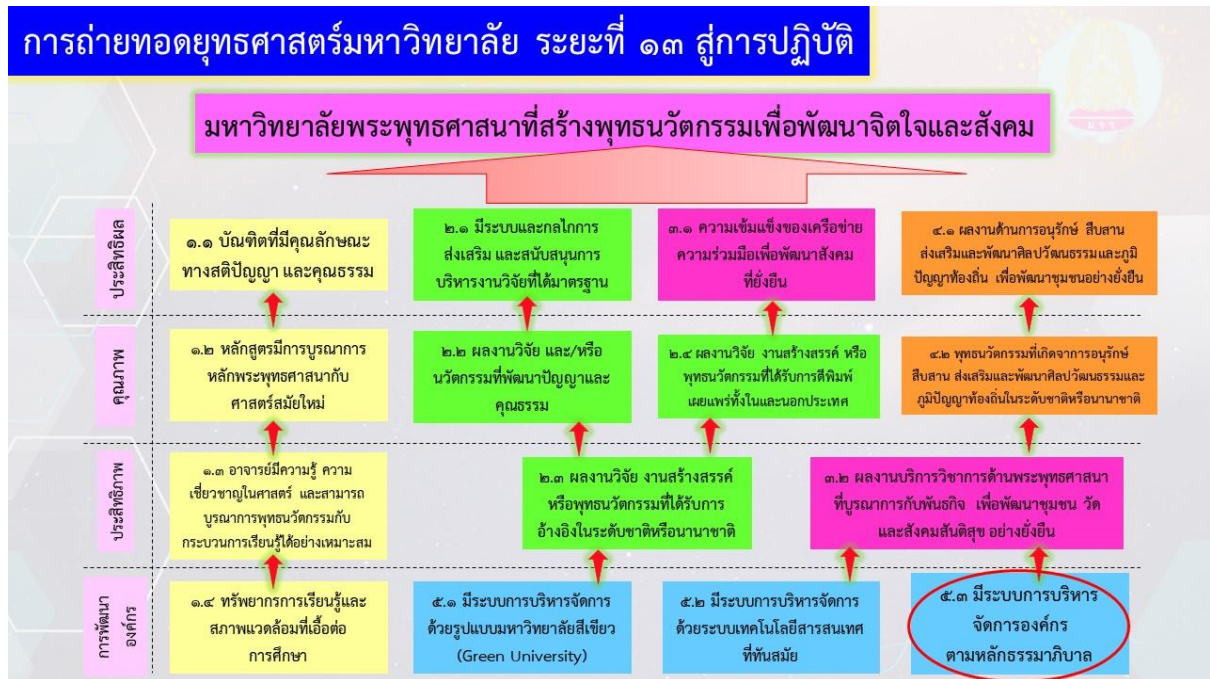 การถ่ายทอดยุทธศาสตร์มหาวิทยาลัย ระยะที่ ๑๓ สู่การปฏิบัติ
มหาวิทยาลัยพระพุทธศาสนาที่สร้างพุทธนวัตกรรมเพื่อพัฒนาจิตใจและสังคม
มจร
ประสิทธิผล
๑.๑ บัณฑิตที่มีคุณลักษณะ
ทางสติปัญญา และคุณธรรม
๒.๑ มีระบบและกลไกการ
ส่งเสริม และสนับสนุนการ
บริหารงานวิจัยที่ได้มาตรฐาน
๓.๑ ความเข้มแข็งของเครือข่าย
ความร่วมมือเพื่อพัฒนาสังคม
ที่ยั่งยืน
๔.๑ ผลงานด้านการอนุรักษ์ สืบสาน
ส่งเสริมและพัฒนาศิลปวัฒนธรรมและภูมิ
ปัญญาท้องถิ่น เพื่อพัฒนาชุมชนอย่างยั่งยืน
คุณภาพ
๑.๒ หลักสูตรมีการบูรณาการ
หลักพระพุทธศาสนากับ
ศาสตร์สมัยใหม่
๒.๒ ผลงานวิจัย และ/หรือ
นวัตกรรมที่พัฒนาปัญญาและ
คุณธรรม
๒.๔ ผลงานวิจัย งานสร้างสรรค์ หรือ
พุทธนวัตกรรมที่ได้รับการตีพิมพ์
เผยแพร่ทั้งในและนอกประเทศ
๔.๒ พุทธนวัตกรรมที่เกิดจาการอนุรักษ์
สืบสาน ส่งเสริมและพัฒนาศิลปวัฒนธรรมและ
ภูมิปัญญาท้องถิ่นในระดับชาติหรือนานาชาติ
ประสิทธิภาพ
๑.๓ อาจารย์มีความรู้ ความ
เชี่ยวชาญในศาสตร์ และสามารถ
บูรณาการพุทธนวัตกรรมกับ
กระบวนการเรียนรู้ได้อย่างเหมาะสม
๒.๓ ผลงานวิจัย งานสร้างสรรค์
หรือพุทธนวัตกรรมที่ได้รับการ
อ้างอิงในระดับชาติหรือนานาชาติ
๓.๒ ผลงานบริการวิชาการด้านพระพุทธศาสนา
ที่บูรณาการกับพันธกิจ เพื่อพัฒนาชุมชน วัด
และสังคมสันติสุข อย่างยั่งยืน
การพัฒนา
องค์กร
๑.๔ ทรัพยากรการเรียนรู้และ
สภาพแวดล้อมที่เอื้อต่อ
การศึกษา
๕.๑ มีระบบการบริหารจัดการ
ด้วยรูปแบบมหาวิทยาลัยสีเขียว
(Green University)
๕.๒ มีระบบการบริหารจัดการ
ด้วยระบบเทคโนโลยีสารสนเทศ
ที่ทันสมัย
๕.๓ มีระบบการบริหาร
จัดการองค์กร
ตามหลักธรรมาภิบาล